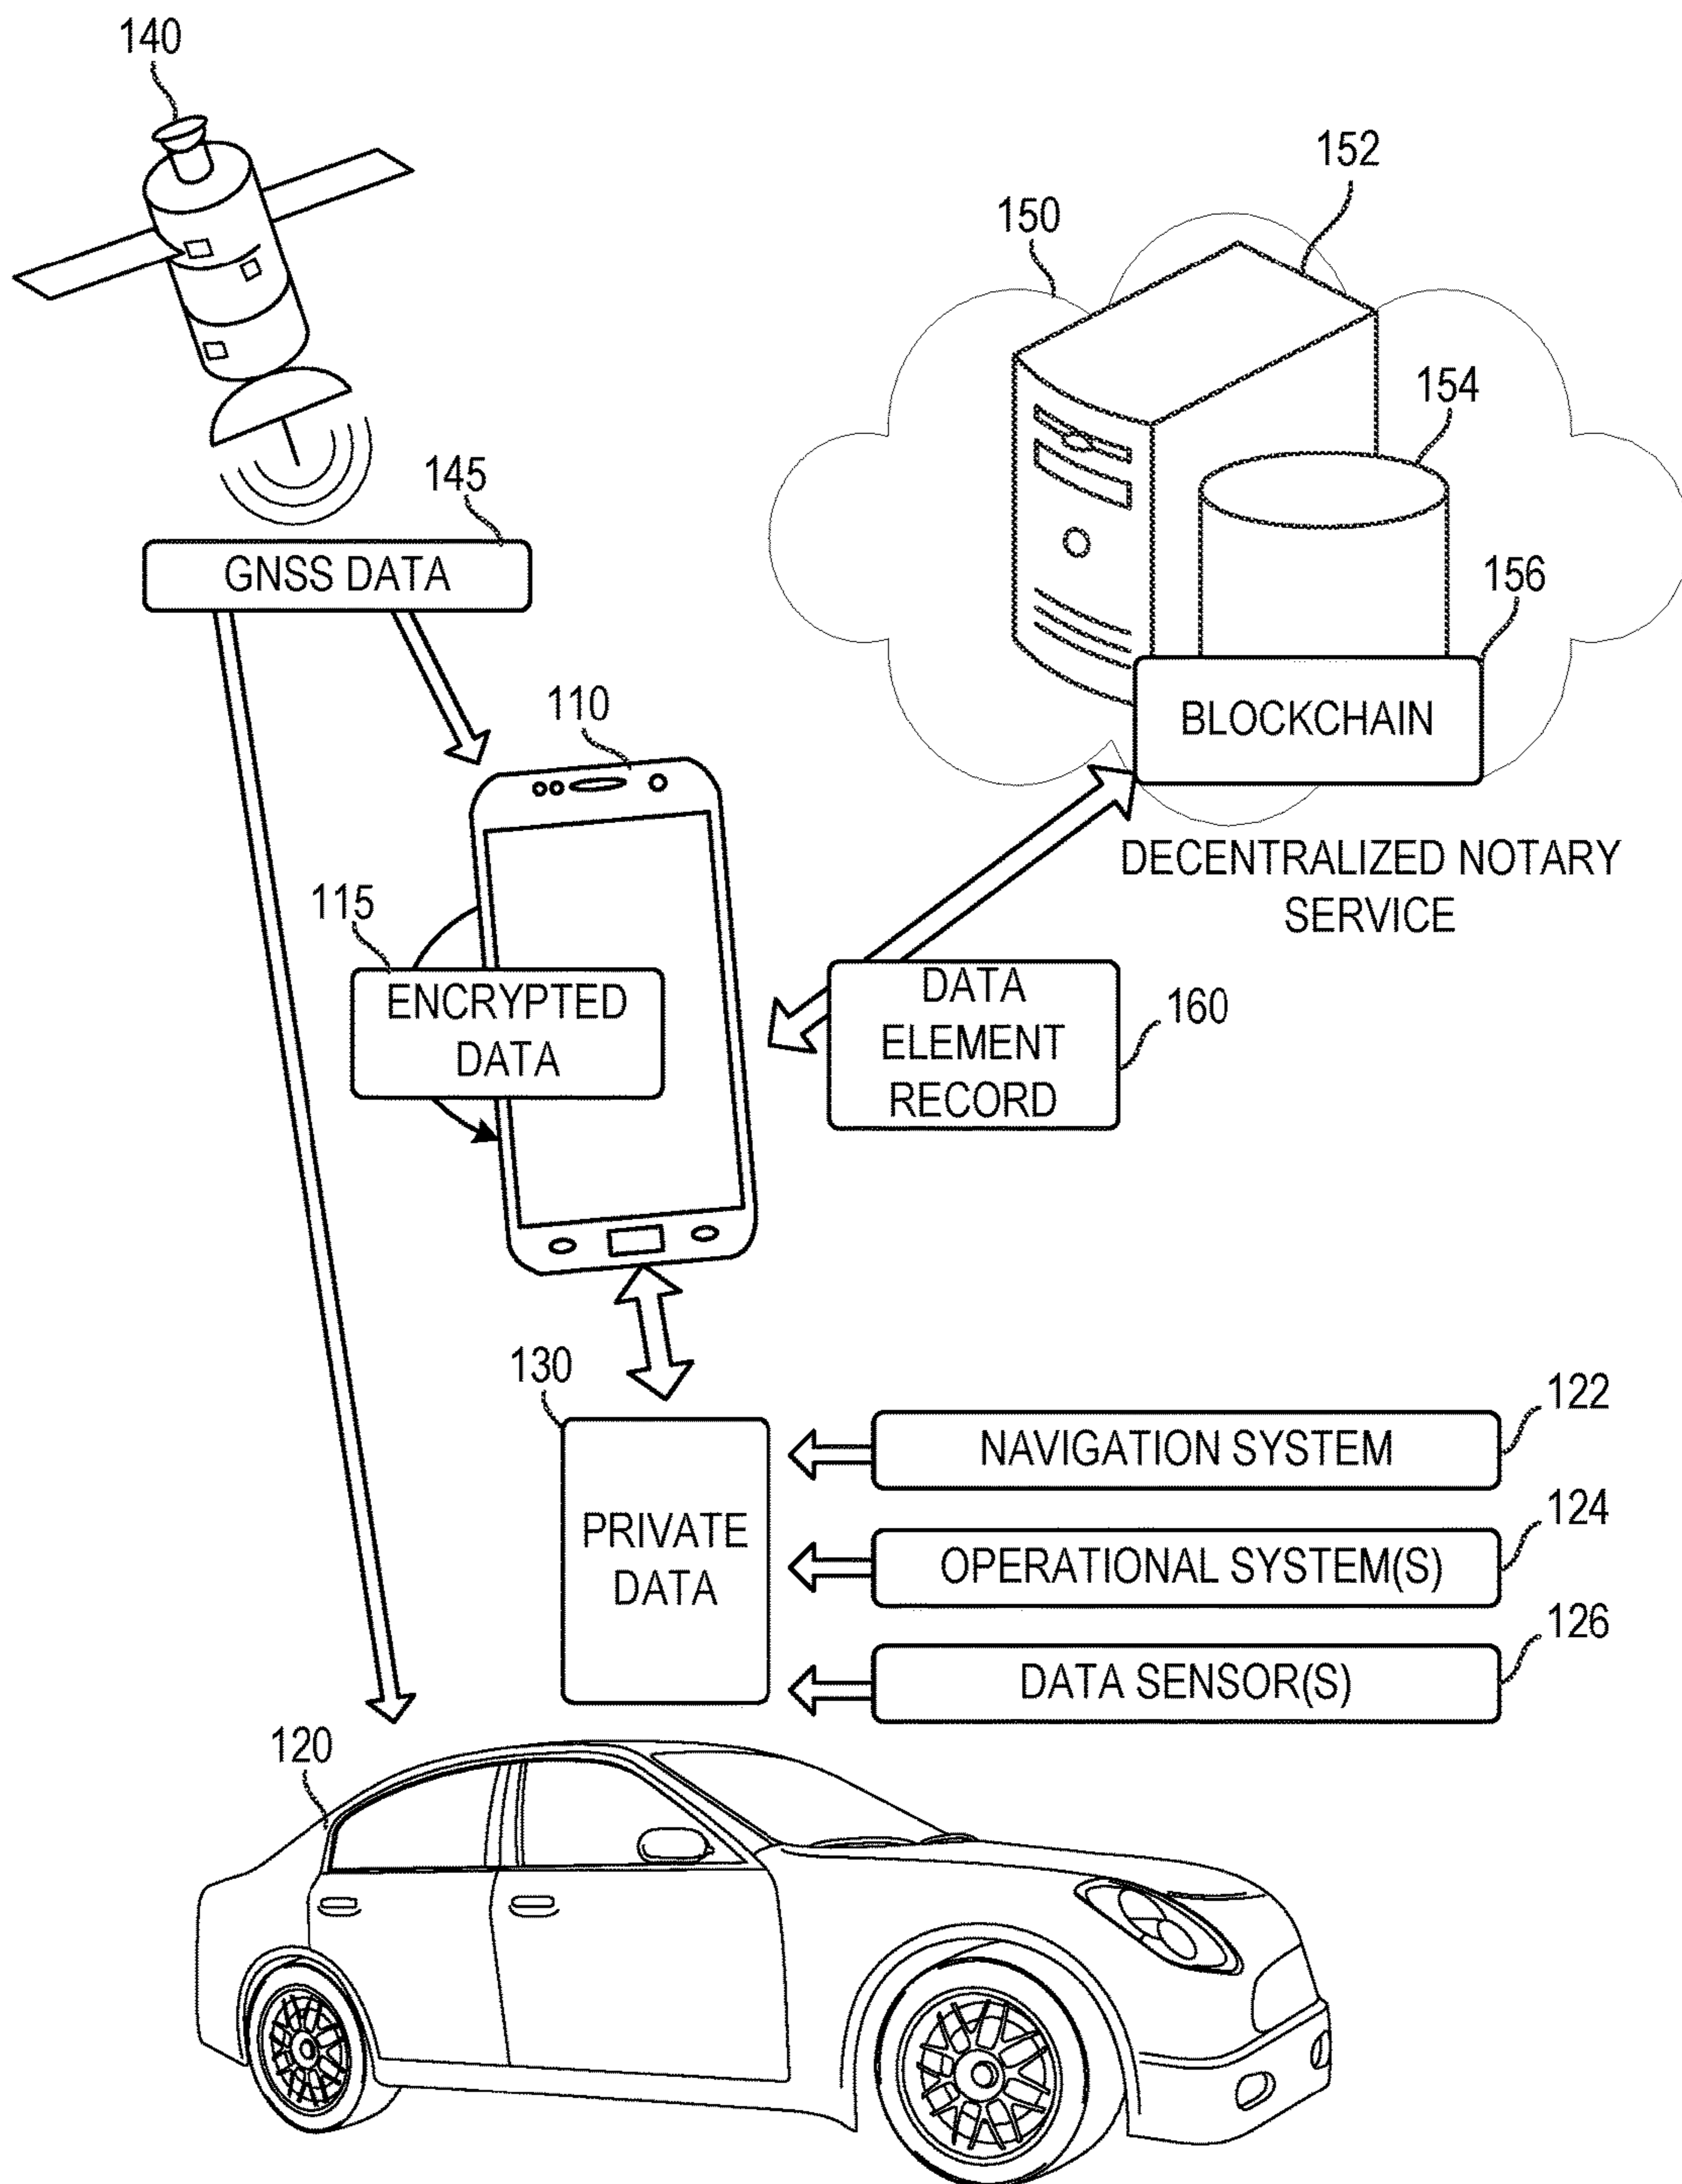 140
152
150
154
145
GNSS DATA
156
110
BLOCKCHAIN
DECENTRALIZED NOTARY
SERVICE
115
ENCRYPTED
DATA
DATA
ELEMENT
RECORD
160
130
PRIVATE
DATA
122
NAVIGATION SYSTEM
124
OPERATIONAL SYSTEM(S)
126
DATA SENSOR(S)
120